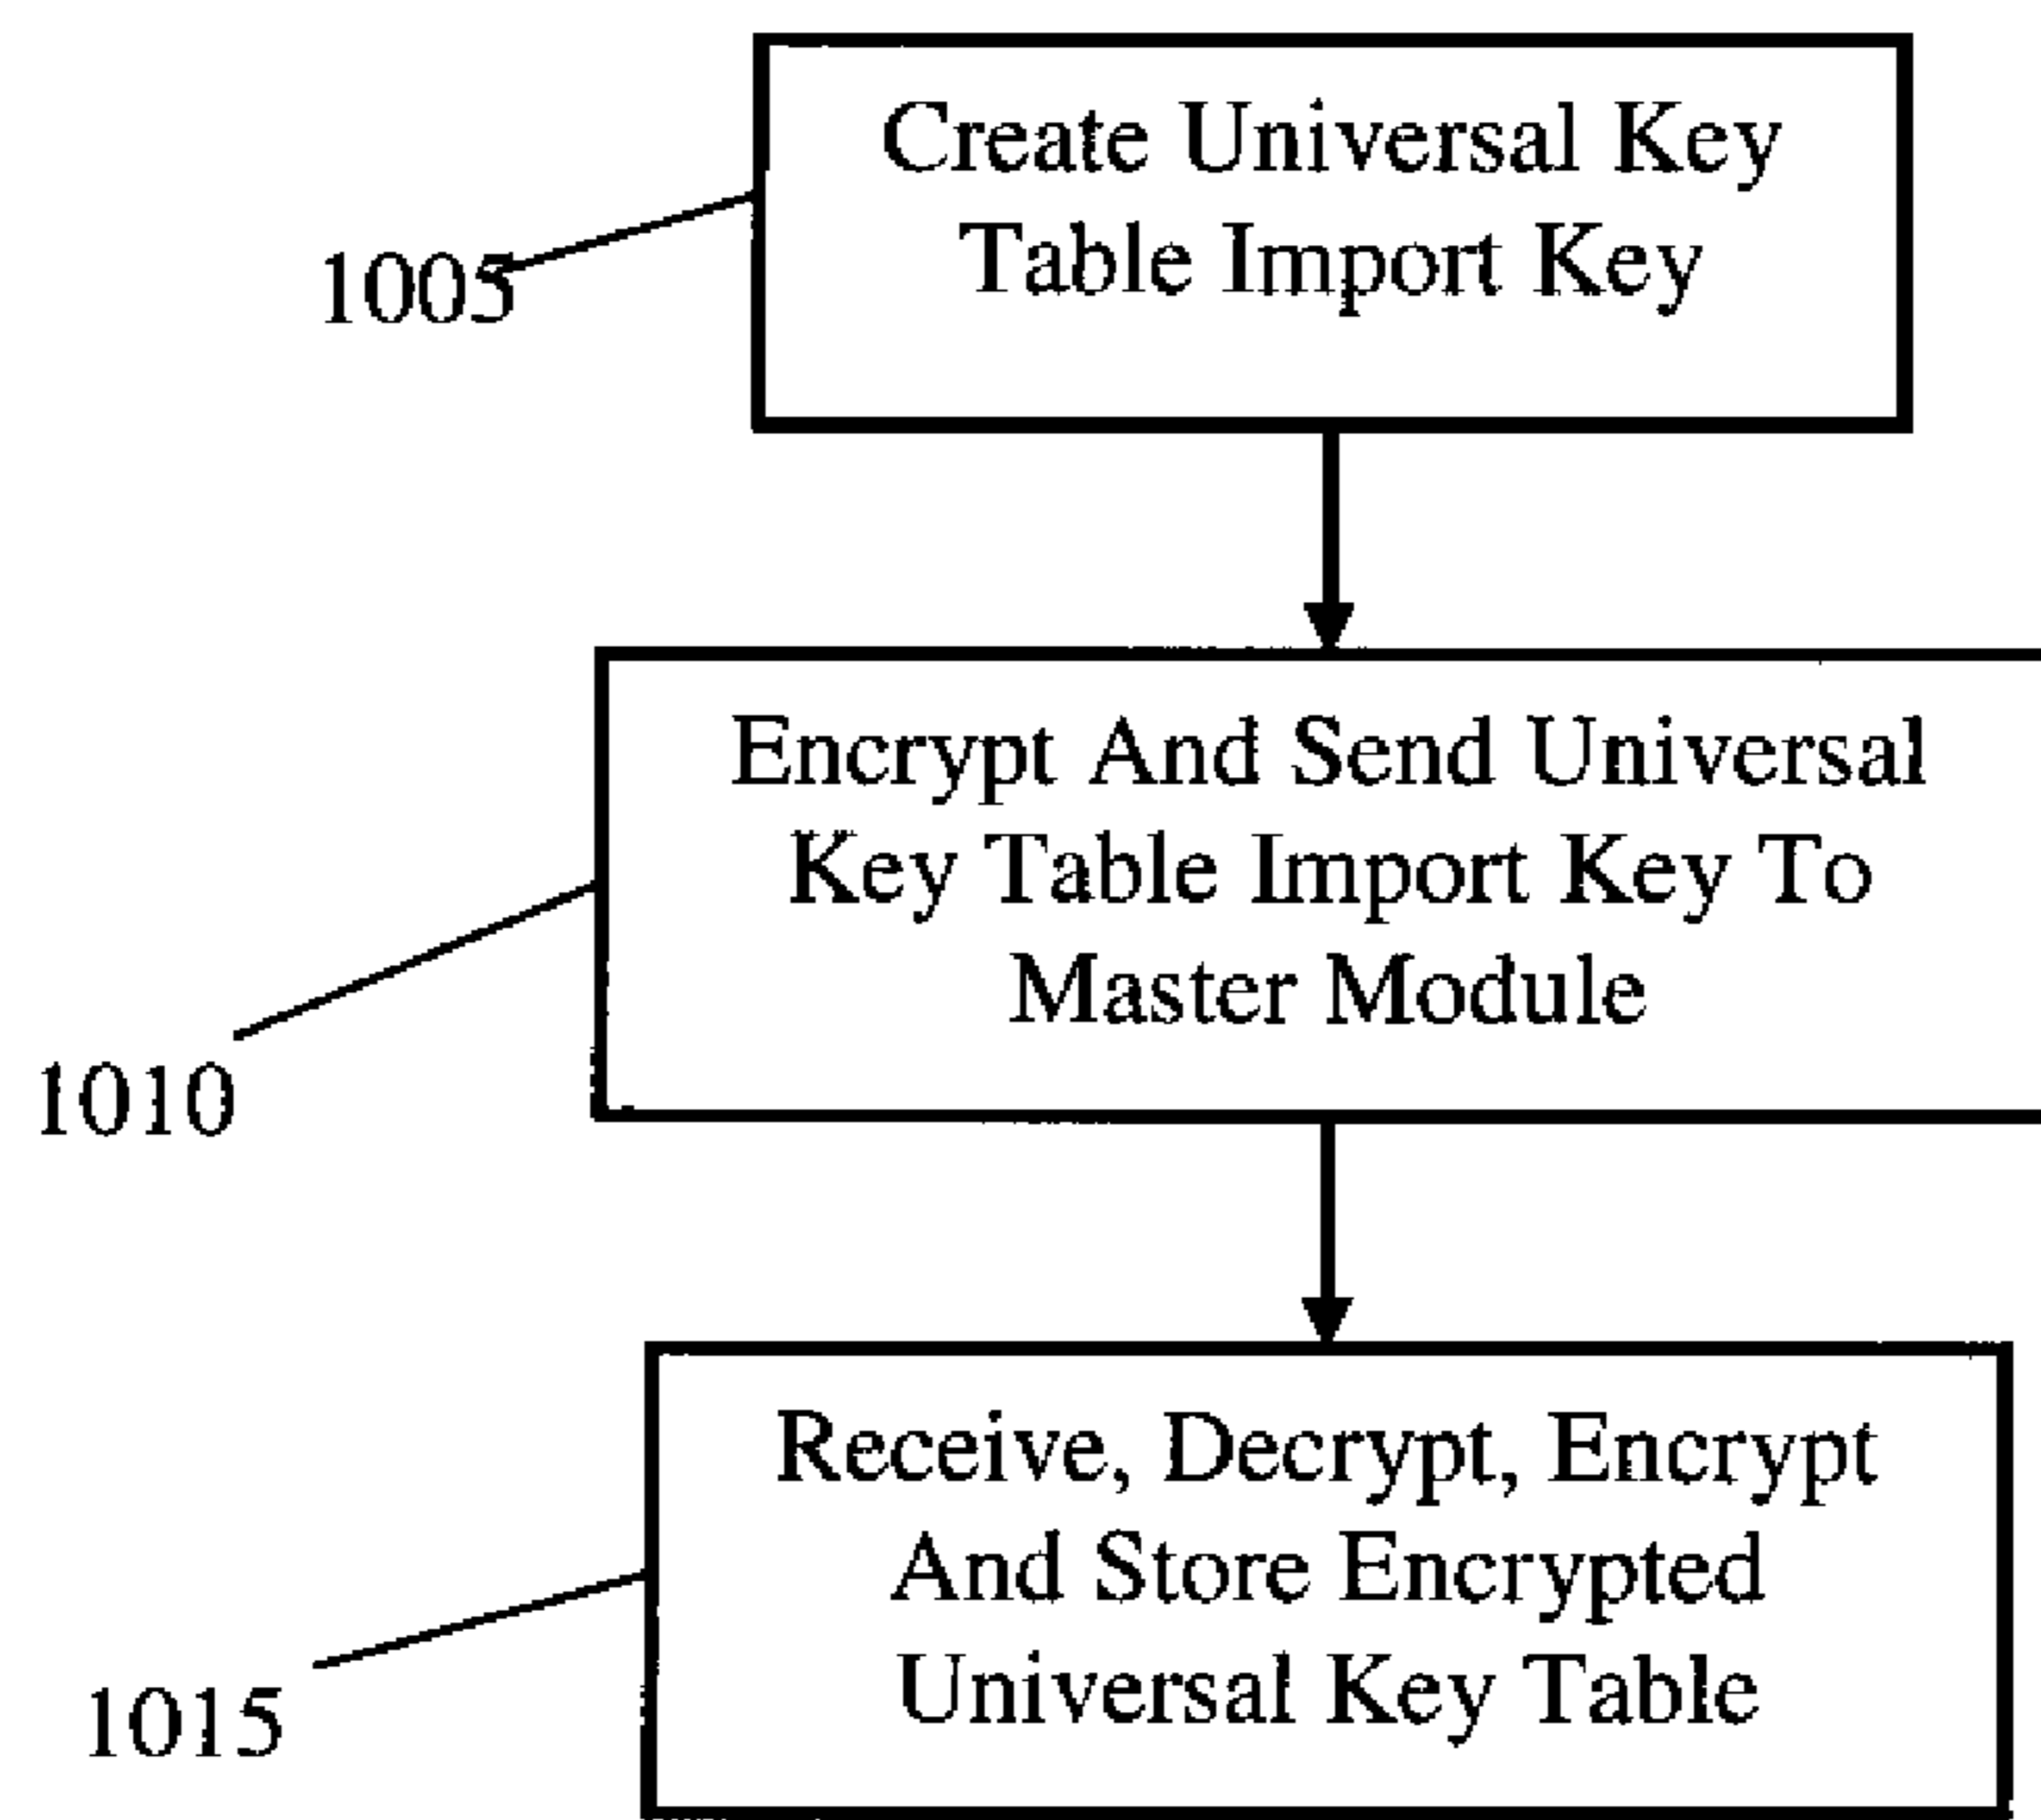 Create Universal Key
Table Import Key
1005
Encrypt And Send Universal
Key Table Import Key To
Master Module
1010
Receive, Decrypt, Encrypt
And Store Encrypted
Universal Key Table
1015